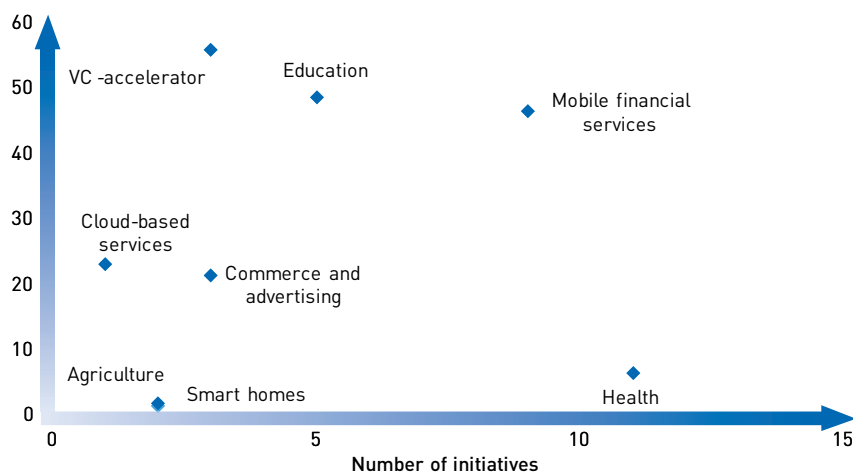 60
VC -accelerator
Education
50
Mobile financial
services
40
30
Cloud-based
services
Commerce and
advertising
20
10
Agriculture
Smart homes
Health
0
0 5 10 15
Number of initiatives